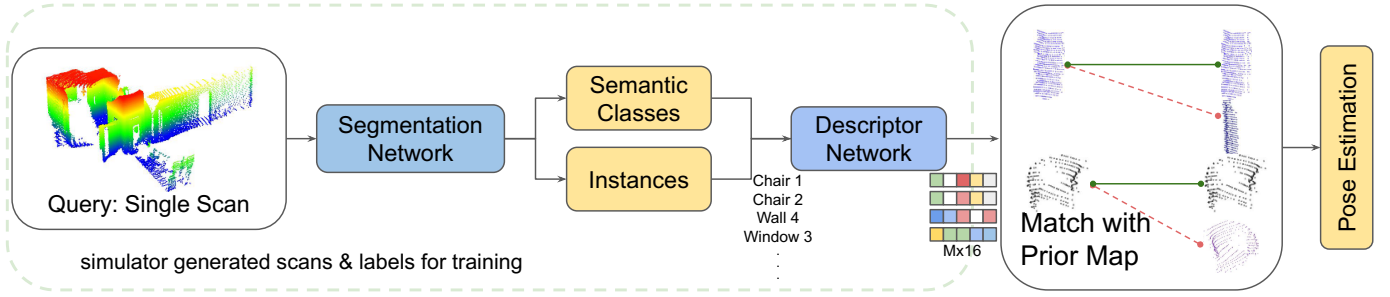 Query: Single Scan
Segmentation
Network
Semantic
Classes
Instances
Descriptor
Network
Chair 1
Chair 2
Wall 4
Window 3
.
.
.
Mx16
simulator generated scans & labels for training
Match with
Prior Map
Pose Estimation